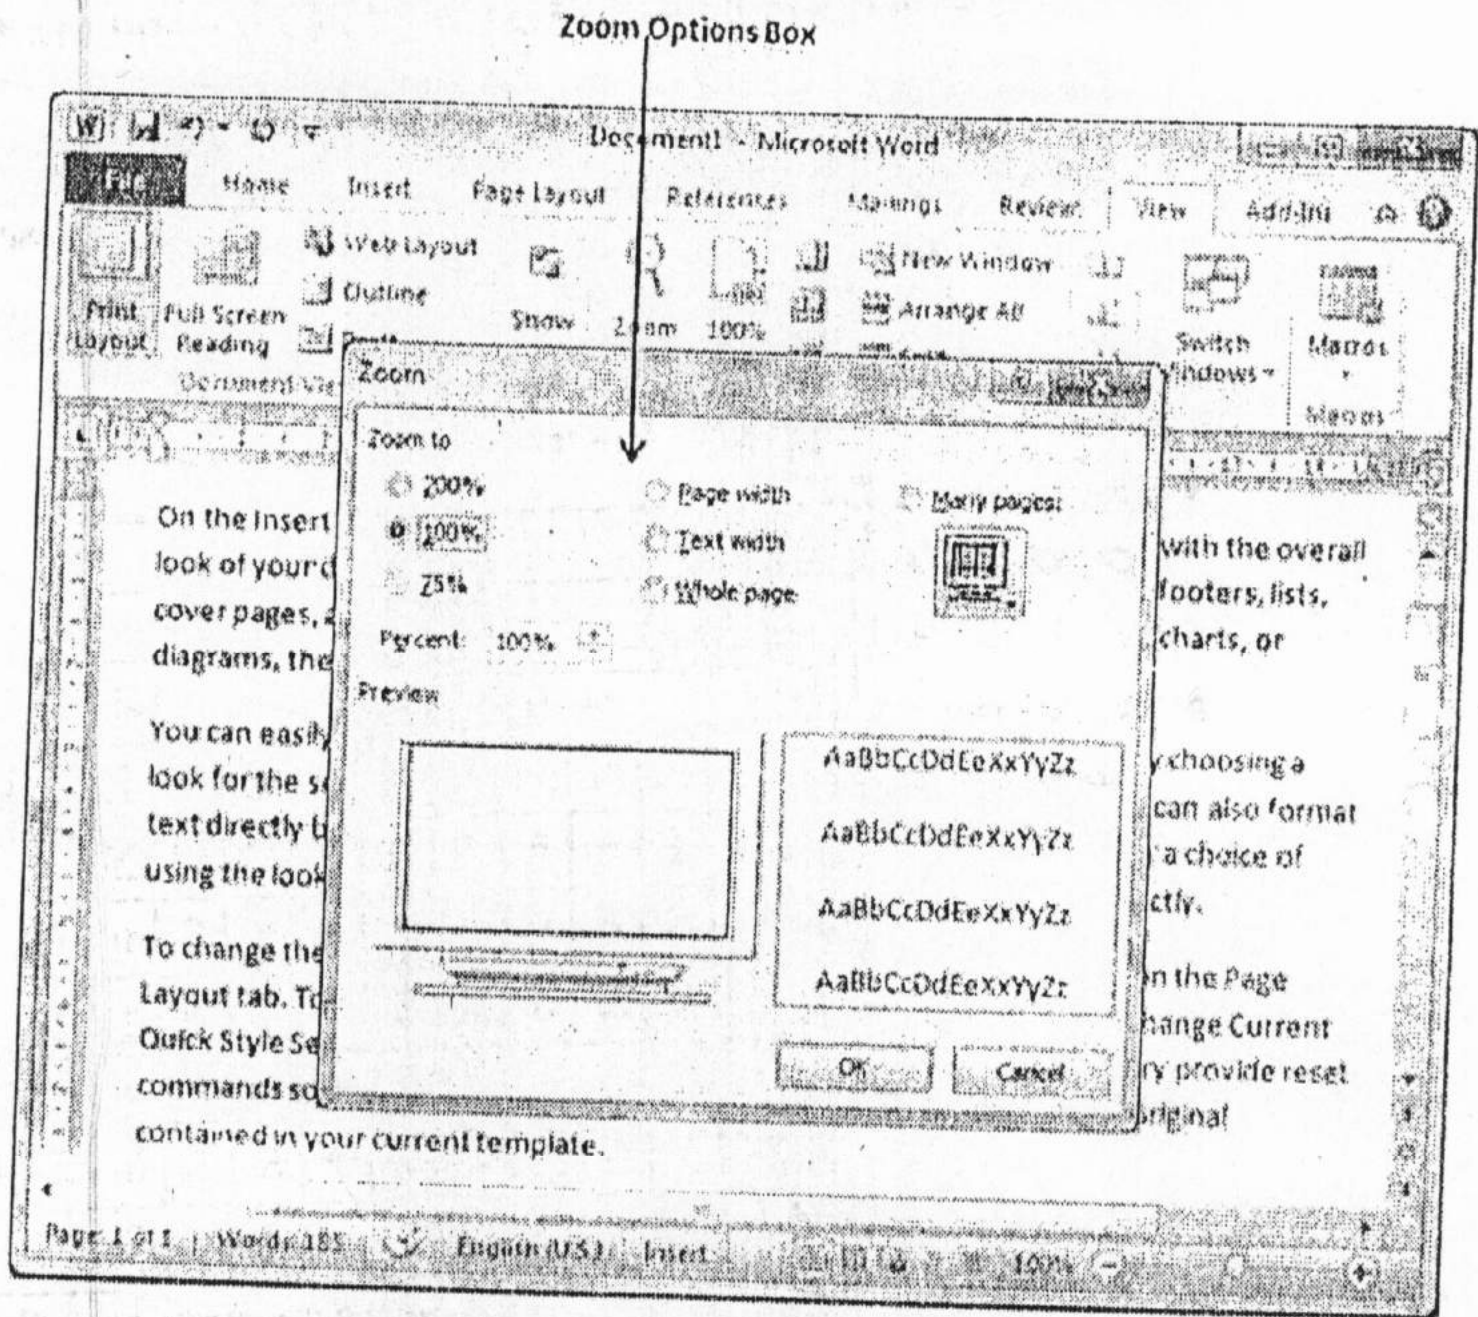 Zoom Options Box
Document1 - Microsoft Word
File Home Insert Page Layout References Mailings Review View Add-Ins
Web Layout New Window
Outline Arrange All
Print Layout Full Screen Reading Show Zoom 100% Switch Windows Macros
Macros
Zoom
Zoom to
200% Page width Many pages:
100% Text width
75% Whole page
Percent: 100%
Preview
AaBbCcDdEeXxYyZz
AaBbCcDdEeXxYyZz
AaBbCcDdEeXxYyZz
AaBbCcDdEeXxYyZz
OK Cancel
On the Insert with the overall
look of your d footers, lists,
cover pages, a charts, or
diagrams, the
You can easily y choosing a
look for the se can also format
text directly b a choice of
using the look ctly.
To change the n the Page
Layout tab. To hange Current
Quick Style Se ry provide reset
commands so original
contained in your current template.
Page: 1 of 1 Words: 185 English (U.S.) Insert 100%